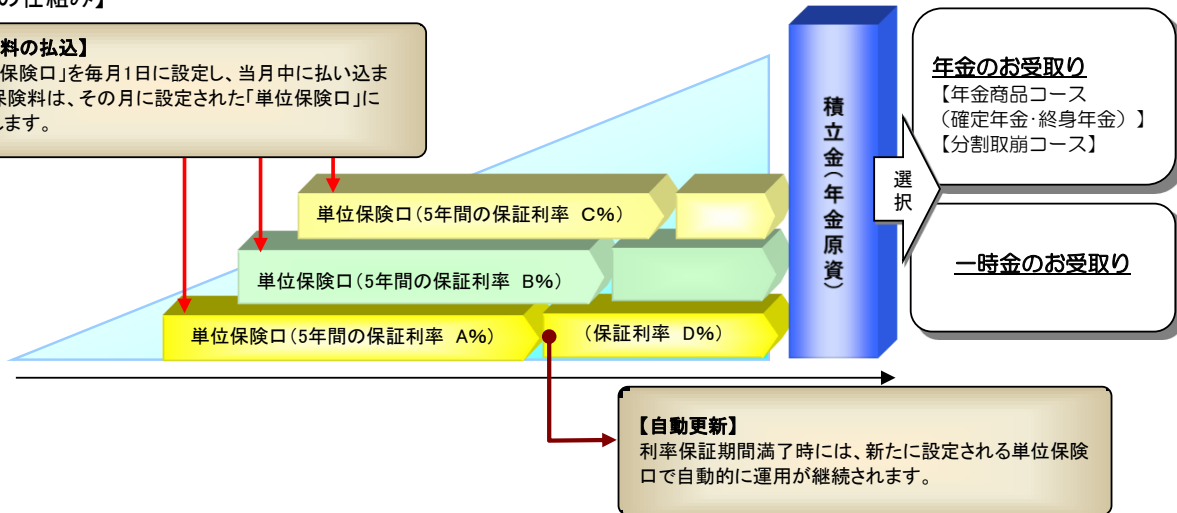 の仕組み】
料の払込】
保険口」を毎月1日に設定し、当月中に払い込ま
保険料は、その月に設定された「単位保険口」に
します。
単位保険口(5年間の保証利率 C%)
単位保険口(5年間の保証利率 B%)
単位保険口(5年間の保証利率 A%)
(保証利率 D%)
積立金(年金原資)
選択
年金のお受取り
【年金商品コース
(確定年金・終身年金)】
【分割取崩コース】
一時金のお受取り
【自動更新】
利率保証期間満了時には、新たに設定される単位保険
口で自動的に運用が継続されます。